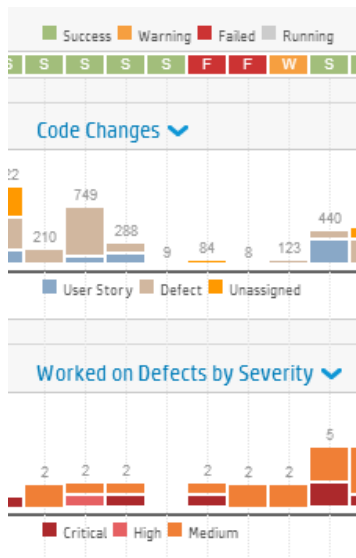 Success Warning Failed Running
S S S S S F F W S
Code Changes
22 210 749 288 9 84 8 123 440
User Story Defect Unassigned
Worked on Defects by Severity
2 2 2 2 2 2 5
Critical High Medium